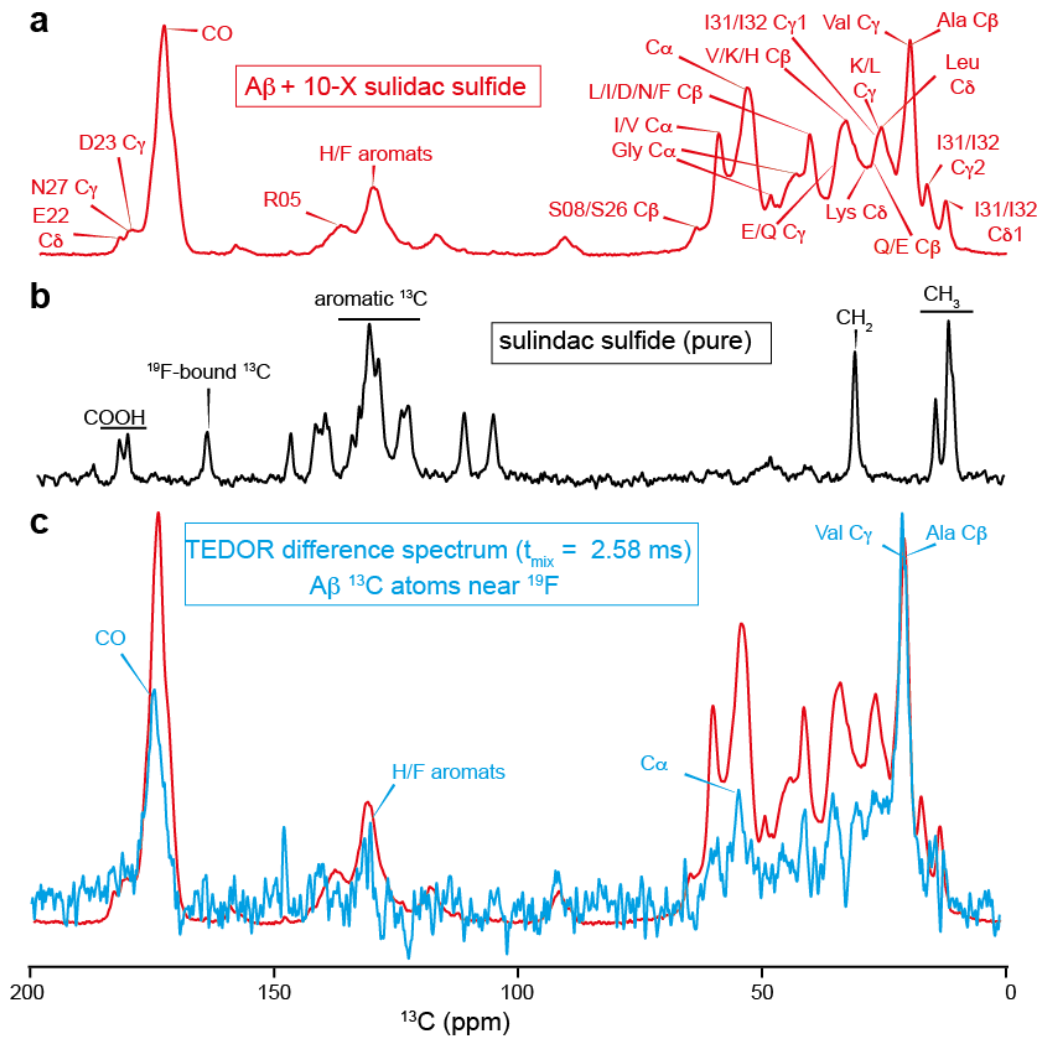 a
CO
Aβ + 10-X sulidac sulfide
D23 Cγ
N27 Cγ
E22
Cδ
H/F aromats
R05
I31/I32 Cγ1
V/K/H Cβ
Cα
L/I/D/N/F Cβ
I/V Cα
Gly Cα
S08/S26 Cβ
E/Q Cγ
Lys Cδ
Q/E Cβ
K/L
Cγ
Val Cγ
Ala Cβ
Leu
Cδ
I31/I32
Cγ2
I31/I32
Cδ1
b
aromatic ¹³C
sulindac sulfide (pure)
CH₂
CH₃
¹⁹F-bound ¹³C
COOH
c
TEDOR difference spectrum (tₘᵢₓ = 2.58 ms)
Aβ ¹³C atoms near ¹⁹F
Val Cγ
Ala Cβ
CO
H/F aromats
Cα
200
150
100
50
0
¹³C (ppm)